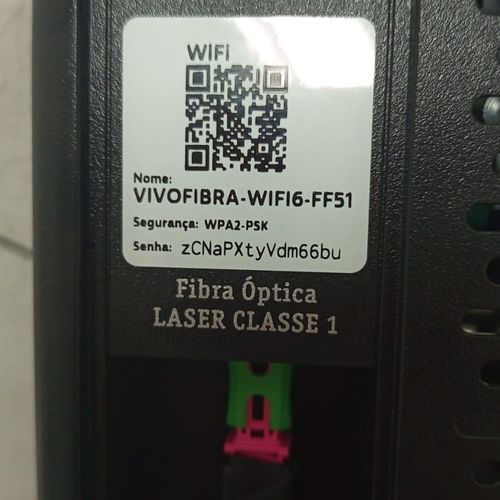 WIFI
Nome:
VIVOFIBRA-WIFI6-FF51
Segurança: WPA2-PSK
Senha: zCNaPXtyVdm66bu
Fibra Óptica
LASER CLASSE 1